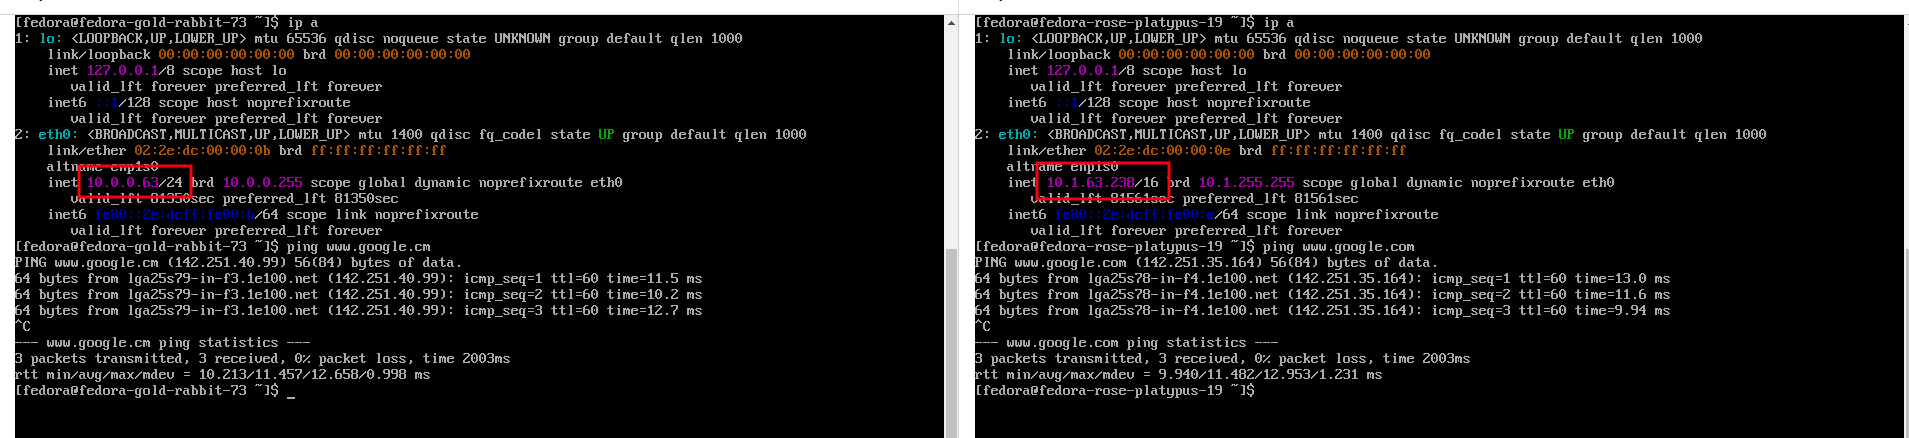 [fedora@fedora-gold-rabbit-73 ~]$ ip a
1: lo: <LOOPBACK,UP,LOWER_UP> mtu 65536 qdisc noqueue state UNKNOWN group default qlen 1000
link/loopback 00:00:00:00:00:00 brd 00:00:00:00:00:00
inet 127.0.0.1/8 scope host lo
valid_lft forever preferred_lft forever
inet6 ::1/128 scope host noprefixroute
valid_lft forever preferred_lft forever
2: eth0: <BROADCAST,MULTICAST,UP,LOWER_UP> mtu 1400 qdisc fq_codel state UP group default qlen 1000
link/ether 02:2e:dc:00:00:0b brd ff:ff:ff:ff:ff:ff
altname enp1s0
inet 10.0.0.63/24 brd 10.0.0.255 scope global dynamic noprefixroute eth0
valid_lft 81350sec preferred_lft 81350sec
inet6 fe80::2e:dcff:fe00:b/64 scope link noprefixroute
valid_lft forever preferred_lft forever
[fedora@fedora-gold-rabbit-73 ~]$ ping www.google.cm
PING www.google.cm (142.251.40.99) 56(84) bytes of data.
64 bytes from lga25s79-in-f3.1e100.net (142.251.40.99): icmp_seq=1 ttl=60 time=11.5 ms
64 bytes from lga25s79-in-f3.1e100.net (142.251.40.99): icmp_seq=2 ttl=60 time=10.2 ms
64 bytes from lga25s79-in-f3.1e100.net (142.251.40.99): icmp_seq=3 ttl=60 time=12.7 ms
^C
--- www.google.cm ping statistics ---
3 packets transmitted, 3 received, 0% packet loss, time 2003ms
rtt min/avg/max/mdev = 10.213/11.457/12.658/0.998 ms
[fedora@fedora-gold-rabbit-73 ~]$ _
[fedora@fedora-rose-platypus-19 ~]$ ip a
1: lo: <LOOPBACK,UP,LOWER_UP> mtu 65536 qdisc noqueue state UNKNOWN group default qlen 1000
link/loopback 00:00:00:00:00:00 brd 00:00:00:00:00:00
inet 127.0.0.1/8 scope host lo
valid_lft forever preferred_lft forever
inet6 ::1/128 scope host noprefixroute
valid_lft forever preferred_lft forever
2: eth0: <BROADCAST,MULTICAST,UP,LOWER_UP> mtu 1400 qdisc fq_codel state UP group default qlen 1000
link/ether 02:2e:dc:00:00:0e brd ff:ff:ff:ff:ff:ff
altname enp1s0
inet 10.1.63.238/16 brd 10.1.255.255 scope global dynamic noprefixroute eth0
valid_lft 81561sec preferred_lft 81561sec
inet6 fe80::2e:dcff:fe00:e/64 scope link noprefixroute
valid_lft forever preferred_lft forever
[fedora@fedora-rose-platypus-19 ~]$ ping www.google.com
PING www.google.com (142.251.35.164) 56(84) bytes of data.
64 bytes from lga25s78-in-f4.1e100.net (142.251.35.164): icmp_seq=1 ttl=60 time=13.0 ms
64 bytes from lga25s78-in-f4.1e100.net (142.251.35.164): icmp_seq=2 ttl=60 time=11.6 ms
64 bytes from lga25s78-in-f4.1e100.net (142.251.35.164): icmp_seq=3 ttl=60 time=9.94 ms
^C
--- www.google.com ping statistics ---
3 packets transmitted, 3 received, 0% packet loss, time 2003ms
rtt min/avg/max/mdev = 9.940/11.482/12.953/1.231 ms
[fedora@fedora-rose-platypus-19 ~]$